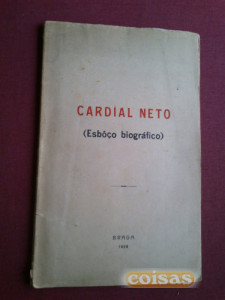 CARDIAL NETO
(Esbôço biográfico)
BRAGA
coisas